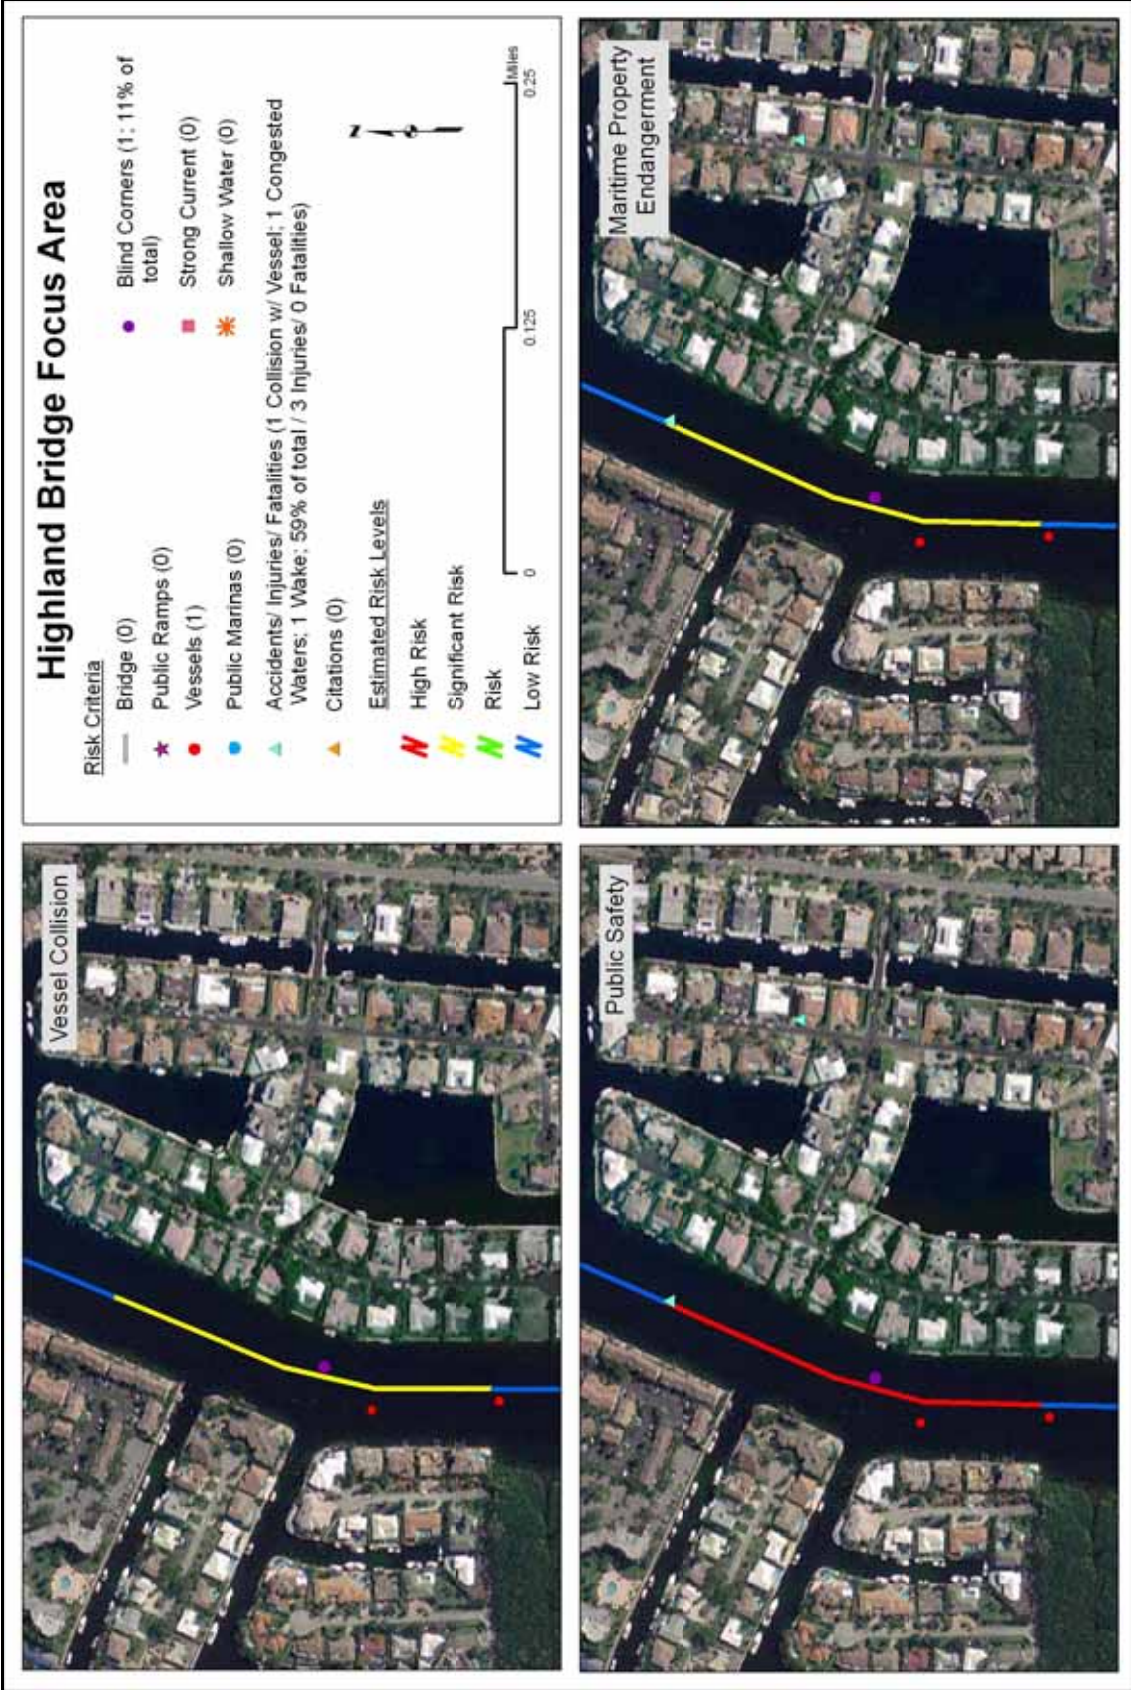 Highland Bridge Focus Area
Risk Criteria
Bridge (0)
Public Ramps (0)
Vessels (1)
Public Marinas (0)
Blind Corners (1: 11% of
total)
Strong Current (0)
Shallow Water (0)
Accidents/ Injuries/ Fatalities (1 Collision w/ Vessel; 1 Congested
Waters; 1 Wake; 59% of total / 3 Injuries/ 0 Fatalities)
Citations (0)
Estimated Risk Levels
High Risk
Significant Risk
Risk
Low Risk
N
0
0.125
0.25
Miles
Vessel Collision
Public Safety
Maritime Property
Endangerment